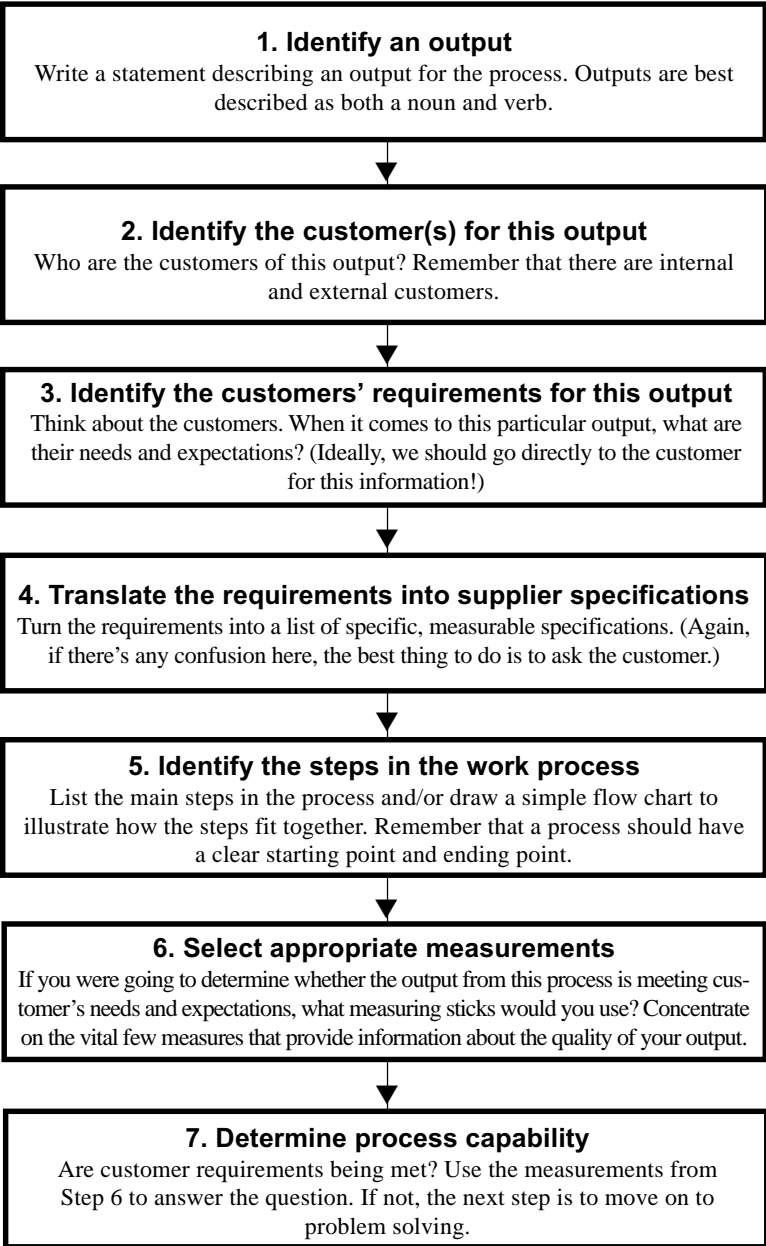 1. Identify an output
Write a statement describing an output for the process. Outputs are best
described as both a noun and verb.
2. Identify the customer(s) for this output
Who are the customers of this output? Remember that there are internal
and external customers.
3. Identify the customers’ requirements for this output
Think about the customers. When it comes to this particular output, what are
their needs and expectations? (Ideally, we should go directly to the customer
for this information!)
4. Translate the requirements into supplier specifications
Turn the requirements into a list of specific, measurable specifications. (Again,
if there’s any confusion here, the best thing to do is to ask the customer.)
5. Identify the steps in the work process
List the main steps in the process and/or draw a simple flow chart to
illustrate how the steps fit together. Remember that a process should have
a clear starting point and ending point.
6. Select appropriate measurements
If you were going to determine whether the output from this process is meeting cus-
tomer’s needs and expectations, what measuring sticks would you use? Concentrate
on the vital few measures that provide information about the quality of your output.
7. Determine process capability
Are customer requirements being met? Use the measurements from
Step 6 to answer the question. If not, the next step is to move on to
problem solving.